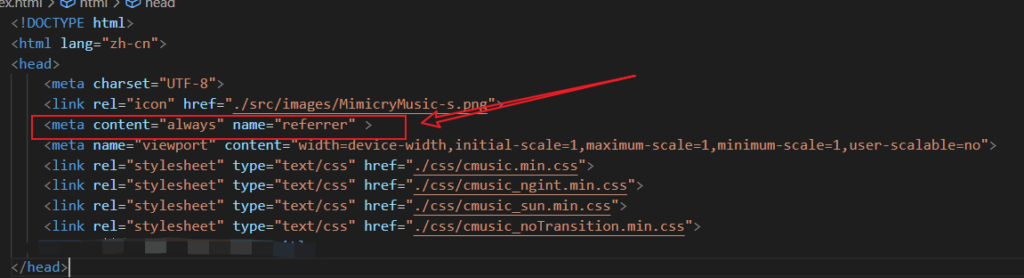 ex.html > html > head
<!DOCTYPE html>
<html lang="zh-cn">
<head>
<meta charset="UTF-8">
<link rel="icon" href="./src/images/MimicryMusic-s.png">
<meta content="always" name="referrer" >
<meta name="viewport" content="width=device-width,initial-scale=1,maximum-scale=1,minimum-scale=1,user-scalable=no">
<link rel="stylesheet" type="text/css" href="./css/cmusic.min.css">
<link rel="stylesheet" type="text/css" href="./css/cmusic_ngint.min.css">
<link rel="stylesheet" type="text/css" href="./css/cmusic_sun.min.css">
<link rel="stylesheet" type="text/css" href="./css/cmusic_noTransition.min.css">
</head>